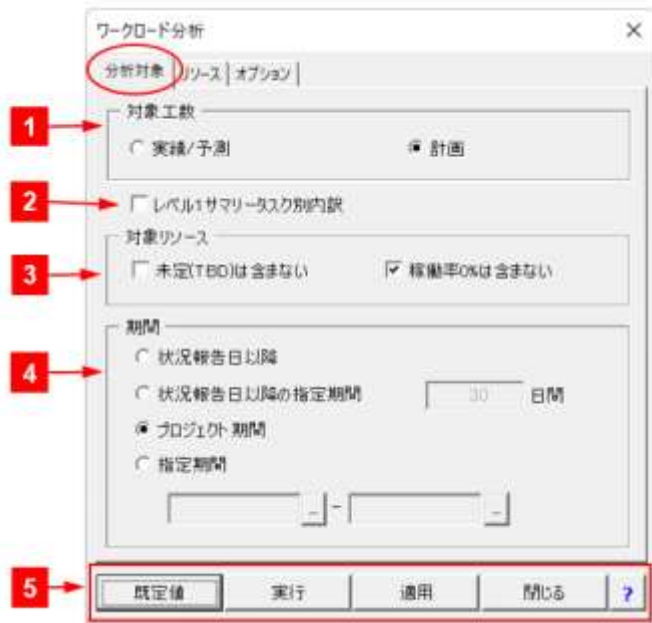 ワークロード分析
分析対象 リソース オプション
1
対象工数
実績/予測 計画
2
レベル1サマリータスク別内訳
対象リソース
3
未定(TBD)は含まない 稼働率0%は含まない
期間
状況報告日以降
4
状況報告日以降の指定期間 30 日間
プロジェクト期間
指定期間
... - ...
5
既定値 実行 適用 閉じる ?